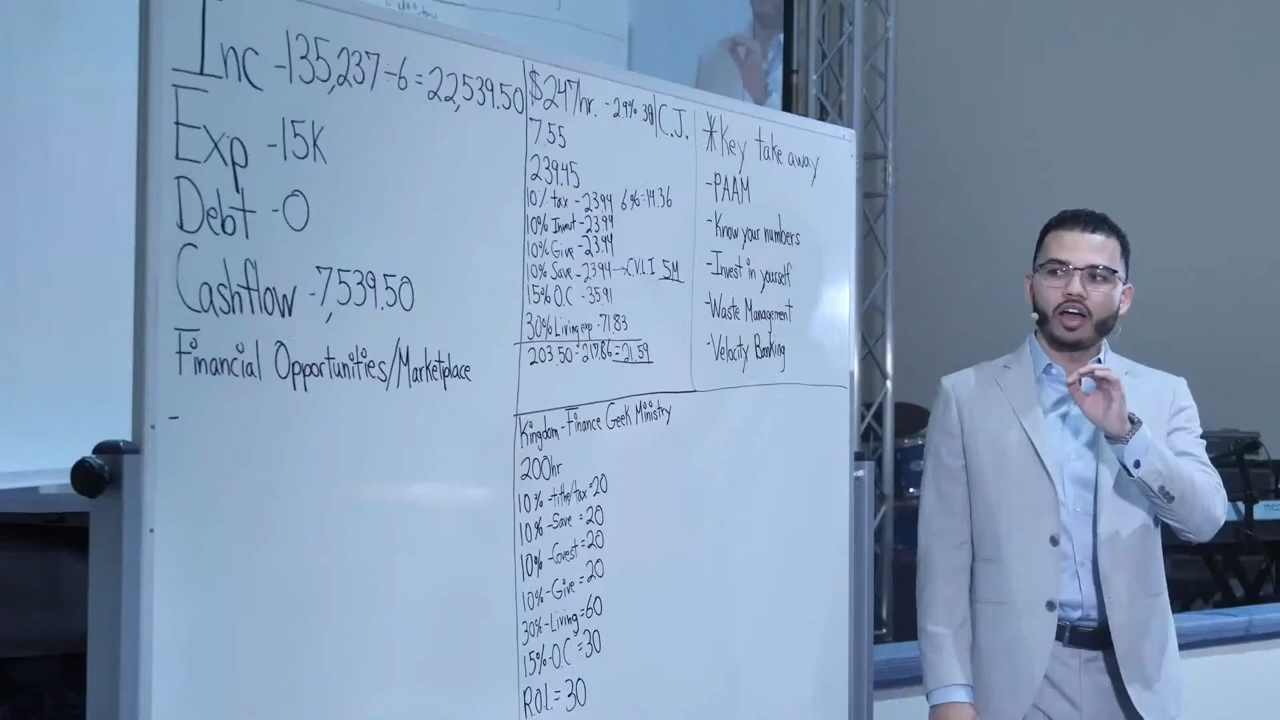 Inc -135,237÷6=22,539.50
Exp -15K
Debt -0
Cashflow -7,539.50
Financial Opportunities/Marketplace
-
$247/hr. -2.9% 30
7.55
239.45
10% tax -23.94 6%=14.36
10% Invest -23.94
10% Give -23.94
10% Save -23.94→C.V.L.I 5M
15% O.C -35.91
30% Living exp -71.83
203.50-217.86=21.59
C.J.
*Key take away
-PAAM
-Know your numbers
-Invest in yourself
-Waste Management
-Velocity Banking
Kingdom-Finance Geek Ministry
200hr
10%-tithe/tax=20
10%-Save=20
10%-Invest=20
10%-Give=20
30%-Living=60
15%-O.C=30
R.O.I.=30